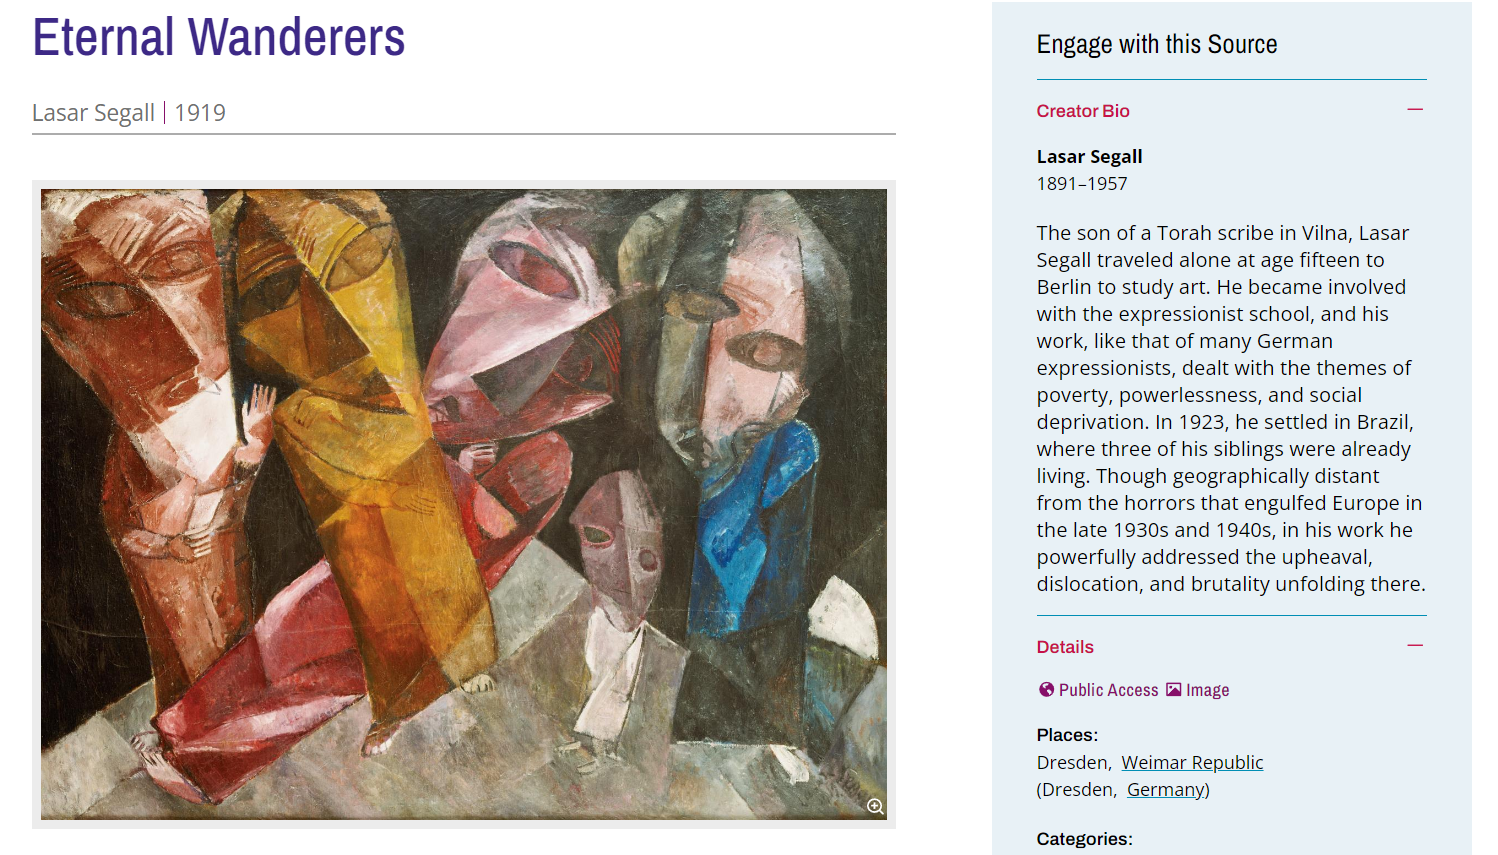 Eternal Wanderers
Lasar Segall | 1919
Engage with this Source
Creator Bio
Lasar Segall
1891–1957
The son of a Torah scribe in Vilna, Lasar
Segall traveled alone at age fifteen to
Berlin to study art. He became involved
with the expressionist school, and his
work, like that of many German
expressionists, dealt with the themes of
poverty, powerlessness, and social
deprivation. In 1923, he settled in Brazil,
where three of his siblings were already
living. Though geographically distant
from the horrors that engulfed Europe in
the late 1930s and 1940s, in his work he
powerfully addressed the upheaval,
dislocation, and brutality unfolding there.
Details
Public Access Image
Places:
Dresden, Weimar Republic
(Dresden, Germany)
Categories: